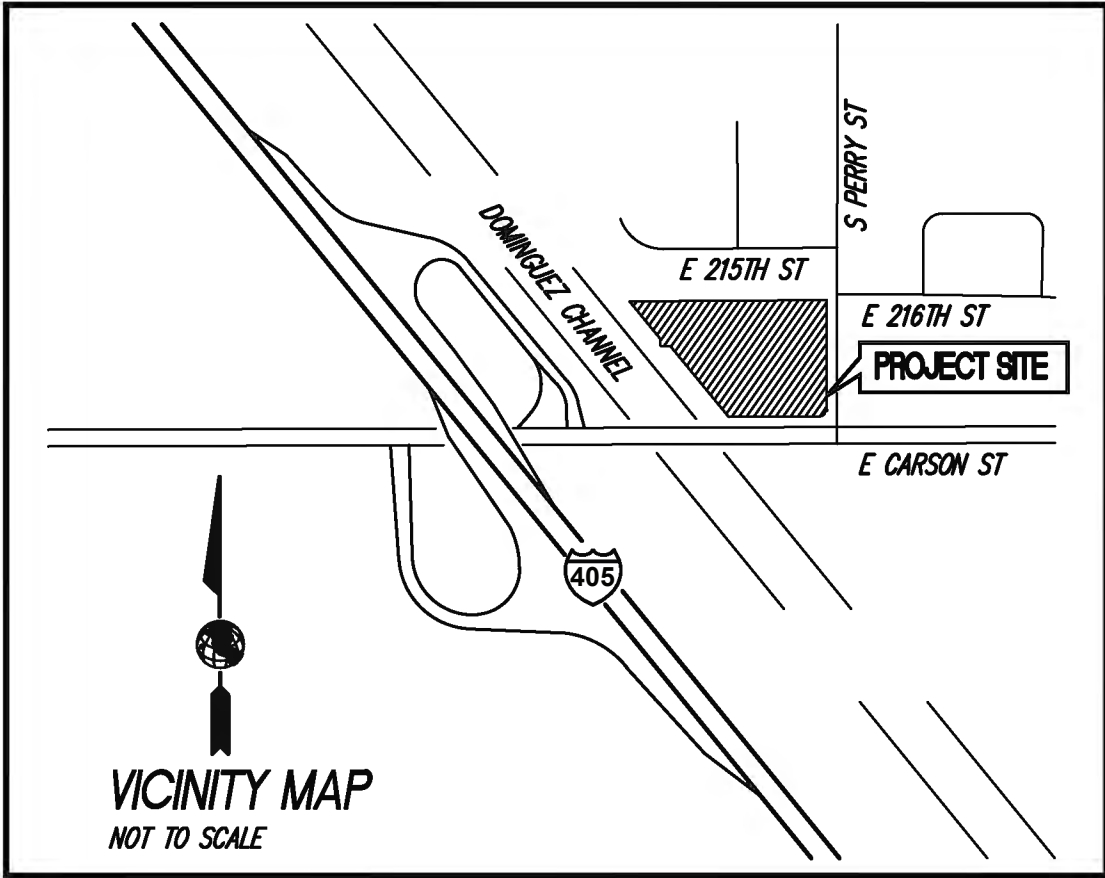 S PERRY ST
DOMINGUEZ CHANNEL
E 215TH ST
E 216TH ST
PROJECT SITE
E CARSON ST
405
VICINITY MAP
NOT TO SCALE